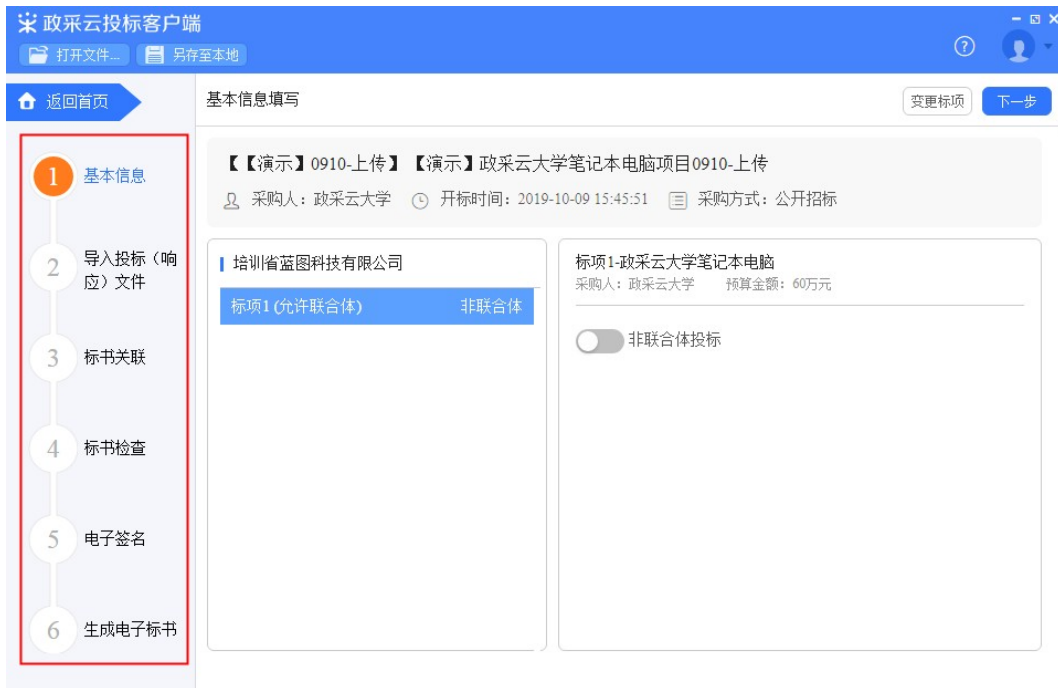 政采云投标客户端
打开文件... 另存至本地
返回首页
基本信息填写
变更标项 下一步
1 基本信息
2 导入投标（响
应）文件
3 标书关联
4 标书检查
5 电子签名
6 生成电子标书
【【演示】0910-上传】【演示】政采云大学笔记本电脑项目0910-上传
采购人：政采云大学 开标时间：2019-10-09 15:45:51 采购方式：公开招标
培训省蓝图科技有限公司
标项1(允许联合体) 非联合体
标项1-政采云大学笔记本电脑
采购人：政采云大学 预算金额：60万元
非联合体投标